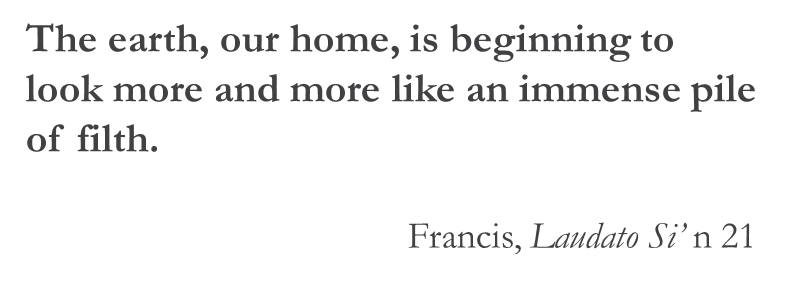 The earth, our home, is beginning to
look more and more like an immense pile
of filth.
Francis, Laudato Si’ n 21